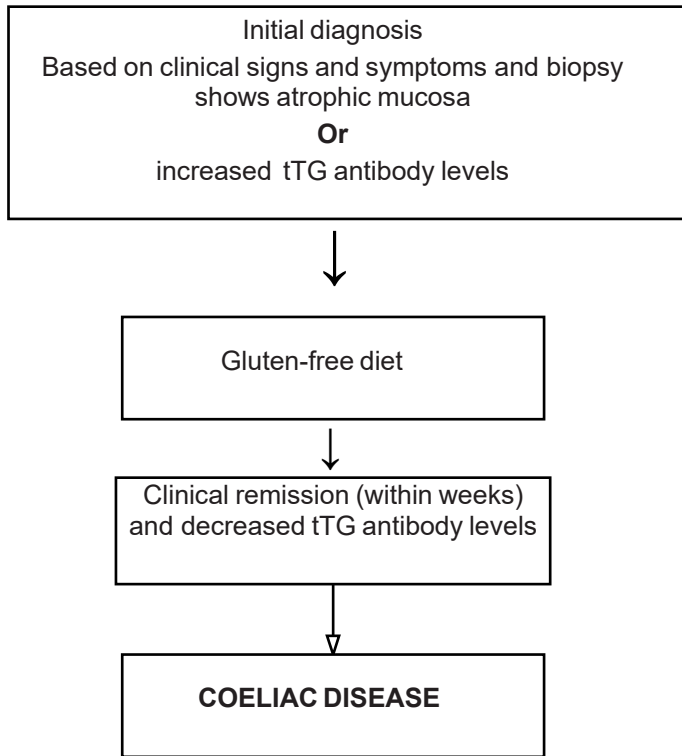 Initial diagnosis
Based on clinical signs and symptoms and biopsy
shows atrophic mucosa
Or
increased tTG antibody levels
Gluten-free diet
Clinical remission (within weeks)
and decreased tTG antibody levels
COELIAC DISEASE